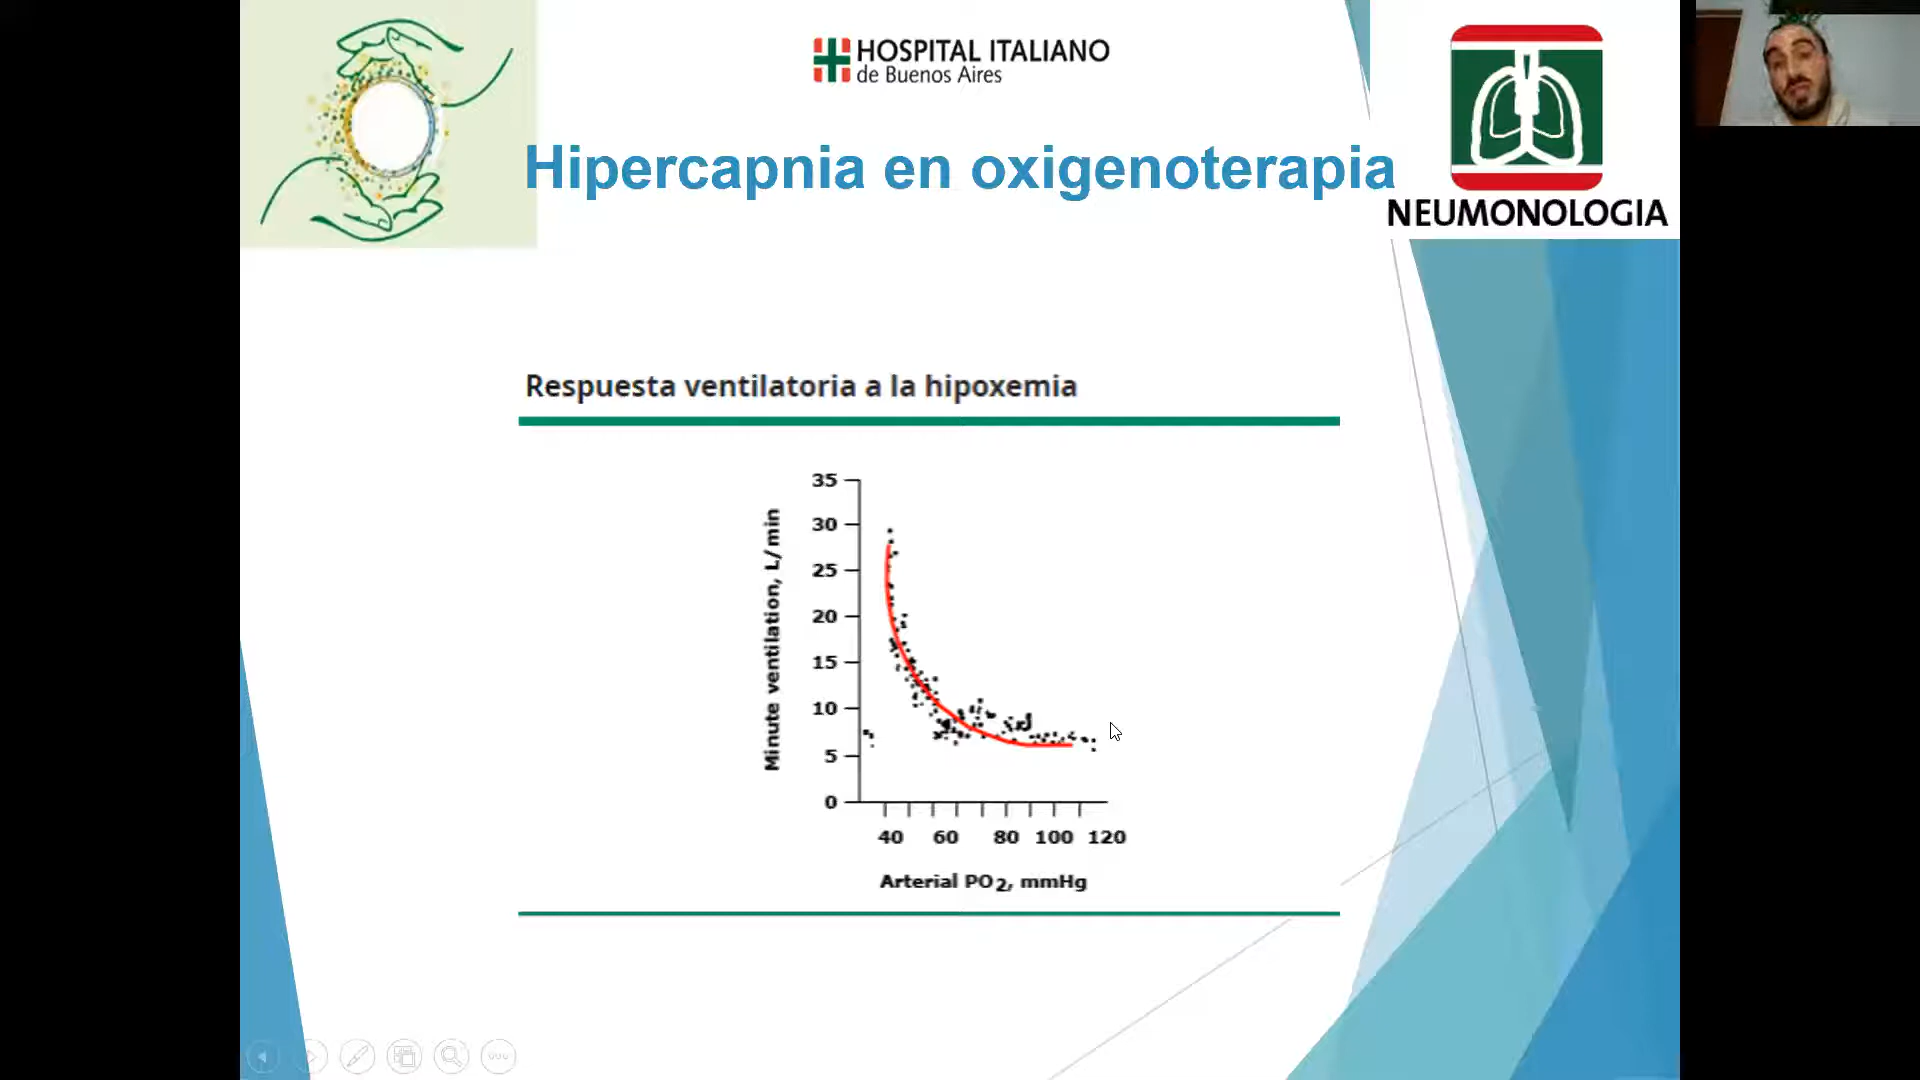 HOSPITAL ITALIANO
de Buenos Aires
Hipercapnia en oxigenoterapia
NEUMONOLOGIA
Respuesta ventilatoria a la hipoxemia
Minute ventilation, L/min
35
30
25
20
15
10
5
0
40 60 80 100 120
Arterial PO2, mmHg